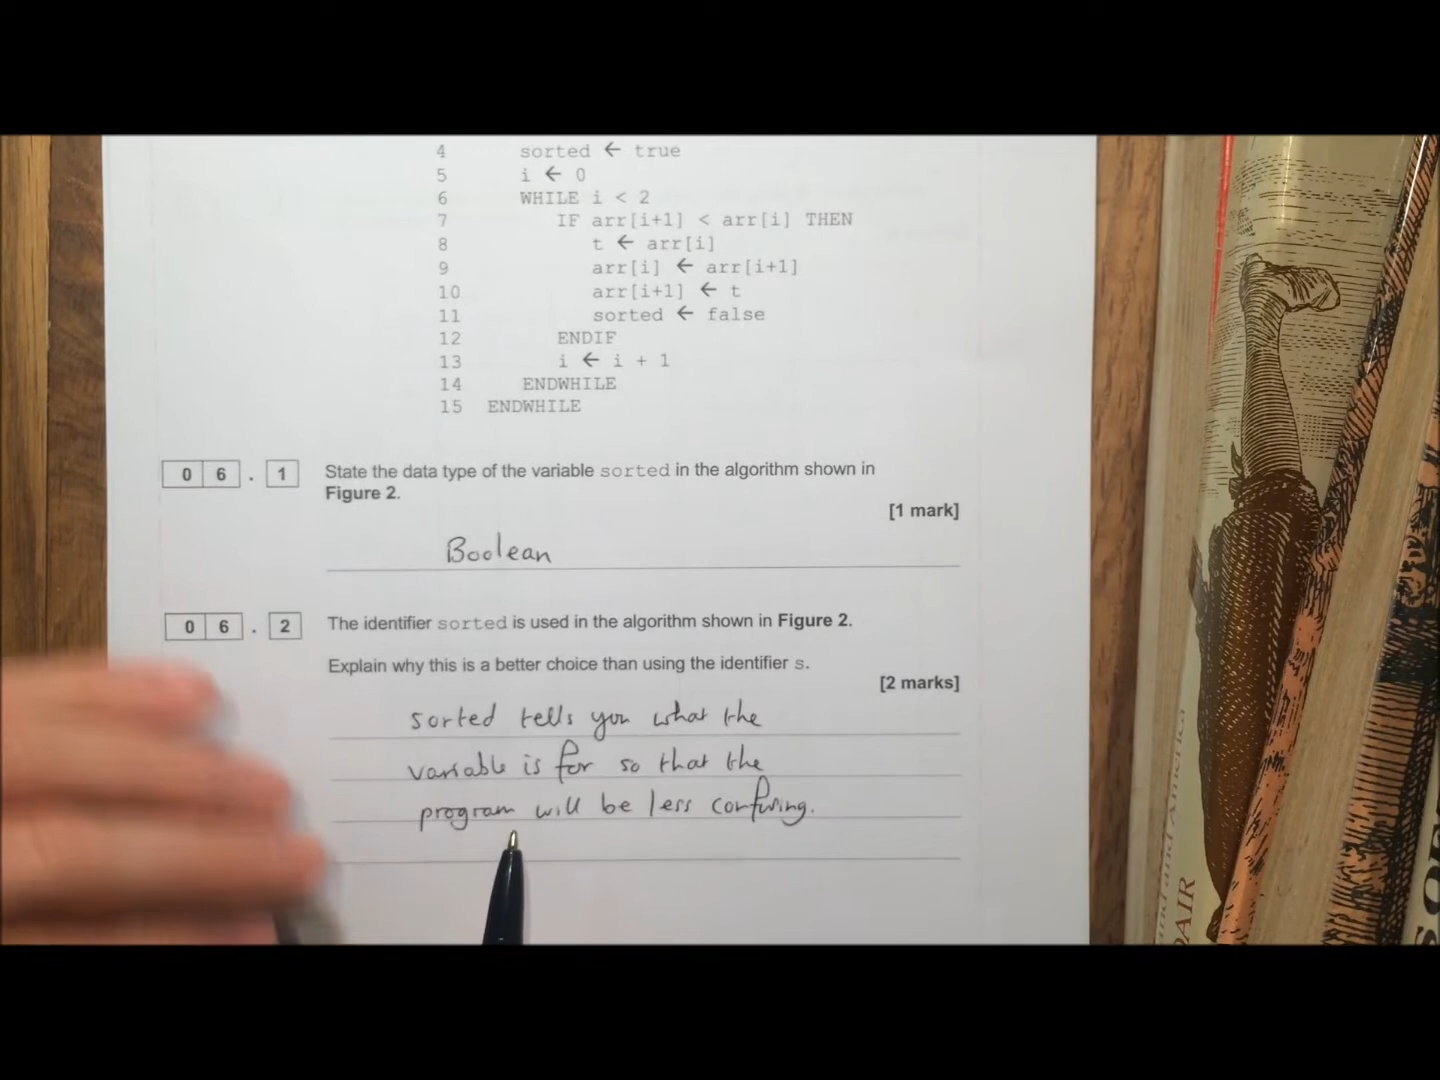 4 sorted ← true
5 i ← 0
6 WHILE i < 2
7 IF arr[i+1] < arr[i] THEN
8 t ← arr[i]
9 arr[i] ← arr[i+1]
10 arr[i+1] ← t
11 sorted ← false
12 ENDIF
13 i ← i + 1
14 ENDWHILE
15 ENDWHILE
0 6 . 1 State the data type of the variable sorted in the algorithm shown in
Figure 2.
[1 mark]
Boolean
0 6 . 2 The identifier sorted is used in the algorithm shown in Figure 2.
Explain why this is a better choice than using the identifier s.
[2 marks]
sorted tells you what the
variable is for so that the
program will be less confusing.
and America